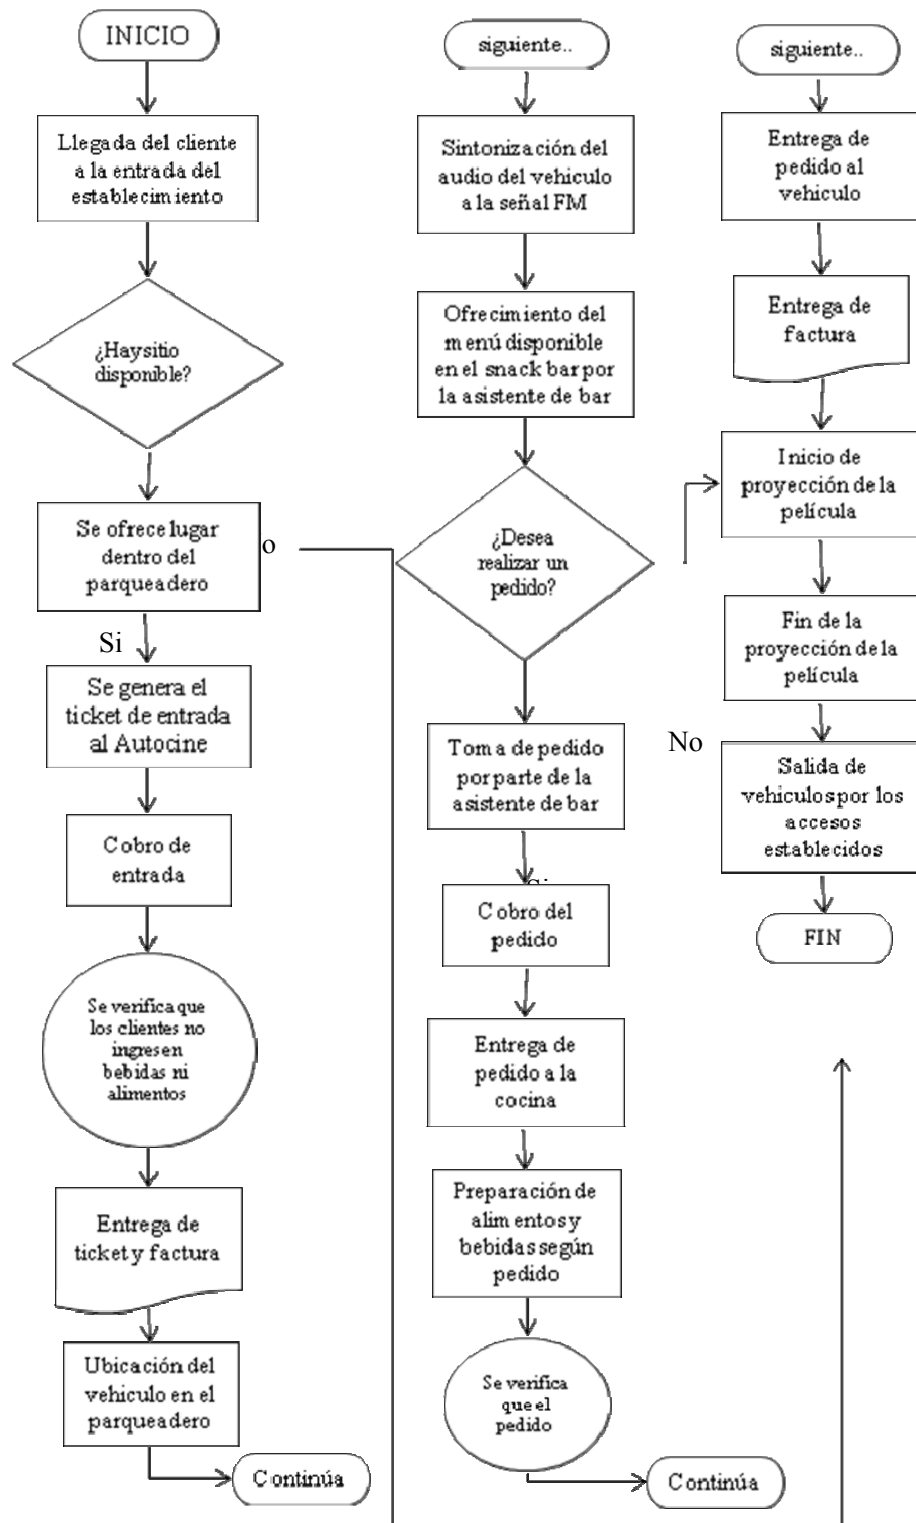 INICIO
Llegada del cliente
a la entrada del
establecimiento
¿Hay sitio
disponible?
Se ofrece lugar
dentro del
parqueadero
o
Si
Se genera el
ticket de entrada
al Autocine
Cobro de
entrada
Se verifica que
los clientes no
ingresen
bebidas ni
alimentos
Entrega de
ticket y factura
Ubicación del
vehiculo en el
parqueadero
Continúa
siguiente..
Sintonización del
audio del vehiculo
a la señal FM
Ofrecimiento del
menú disponible
en el snack bar por
la asistente de bar
¿Desea
realizar un
pedido?
Toma de pedido
por parte de la
asistente de bar
Cobro del
pedido
Entrega de
pedido a la
cocina
Preparación de
alimentos y
bebidas según
pedido
Se verifica
que el
pedido
Continúa
siguiente..
Entrega de
pedido al
vehiculo
Entrega de
factura
Inicio de
proyección de la
película
Fin de la
proyección de la
película
No
Salida de
vehiculos por los
accesos
establecidos
FIN